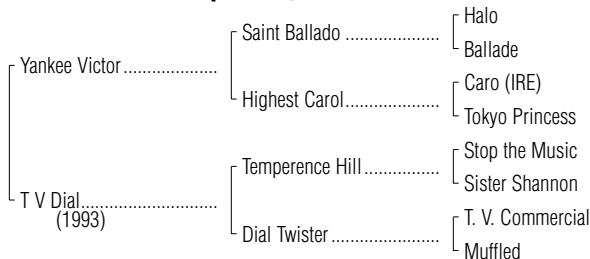 Halo
Saint Ballado ....................
Ballade
Yankee Victor....................
Caro (IRE)
Highest Carol....................
Tokyo Princess
Stop the Music
Temperence Hill................
Sister Shannon
T V Dial.............................
(1993)
T. V. Commercial
Dial Twister .......................
Muffled